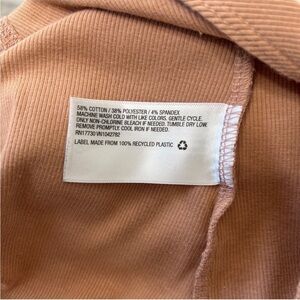 58% COTTON / 38% POLYESTER / 4% SPANDEX.
MACHINE WASH COLD WITH LIKE COLORS, GENTLE CYCLE.
ONLY NON-CHLORINE BLEACH IF NEEDED. TUMBLE DRY LOW.
REMOVE PROMPTLY. COOL IRON IF NEEDED.
RN17730 VN1042782
LABEL MADE FROM 100% RECYCLED PLASTIC